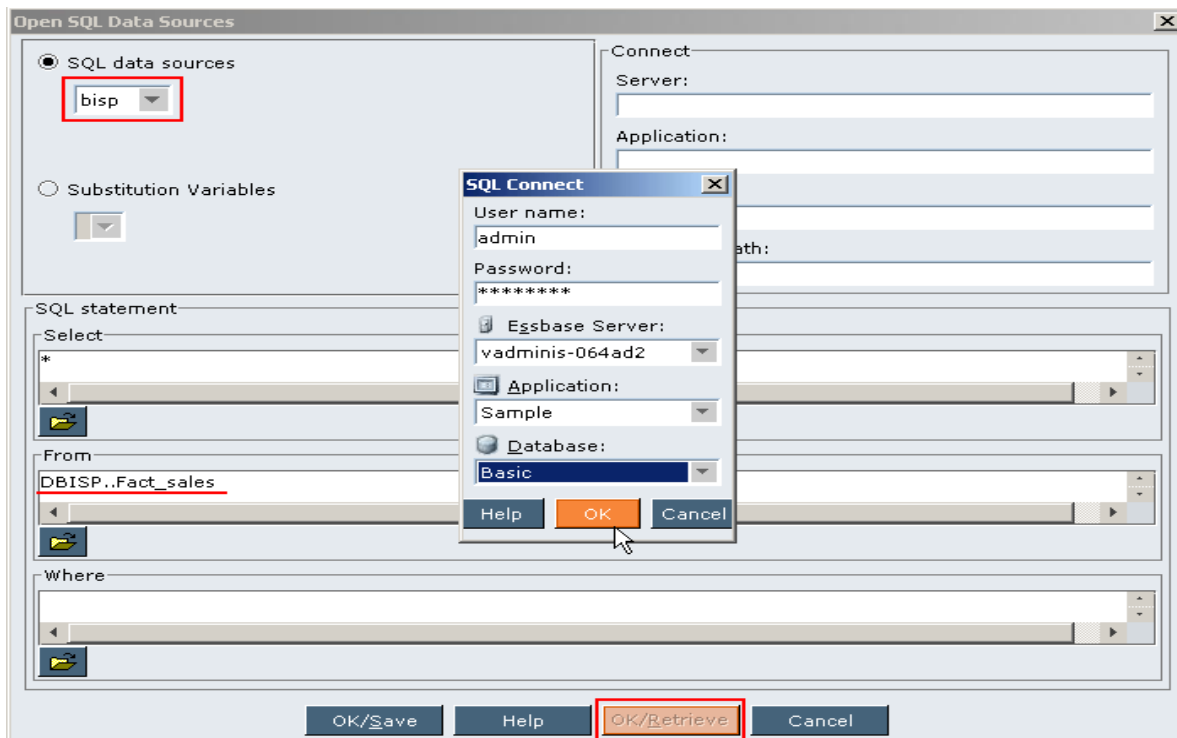 Open SQL Data Sources
SQL data sources
bisp
Substitution Variables
Connect
Server:
Application:
ath:
SQL Connect
User name:
admin
Password:
********
Essbase Server:
vadminis-064ad2
Application:
Sample
Database:
Basic
Help OK Cancel
SQL statement
Select
*
From
DBISP..Fact_sales
Where
OK/Save Help OK/Retrieve Cancel